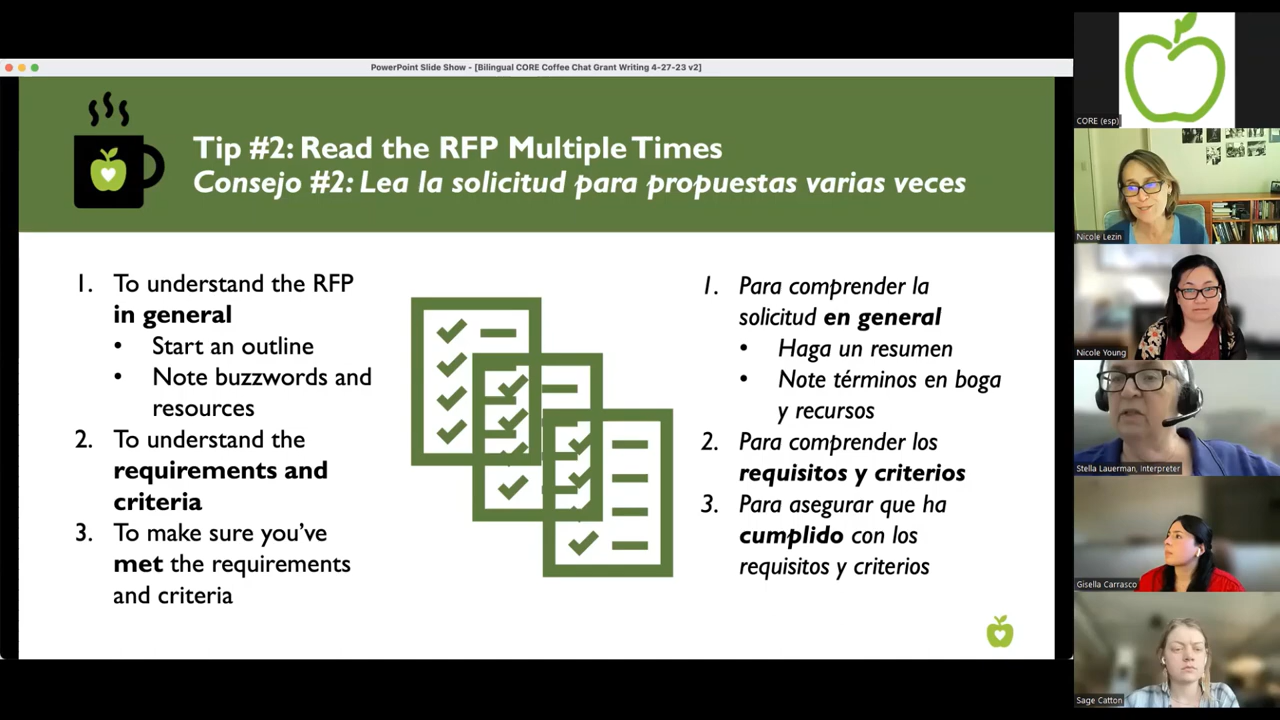 PowerPoint Slide Show - [Bilingual CORE Coffee Chat Grant Writing 4-27-23 v2]
Tip #2: Read the RFP Multiple Times
Consejo #2: Lea la solicitud para propuestas varias veces
1. To understand the RFP
in general
• Start an outline
• Note buzzwords and
resources
2. To understand the
requirements and
criteria
3. To make sure you’ve
met the requirements
and criteria
1. Para comprender la
solicitud en general
• Haga un resumen
• Note términos en boga
y recursos
2. Para comprender los
requisitos y criterios
3. Para asegurar que ha
cumplido con los
requisitos y criterios
CORE (esp)
Nicole Lezin
Nicole Young
Stella Lauerman, Interpreter
Gisella Carrasco
Sage Catton